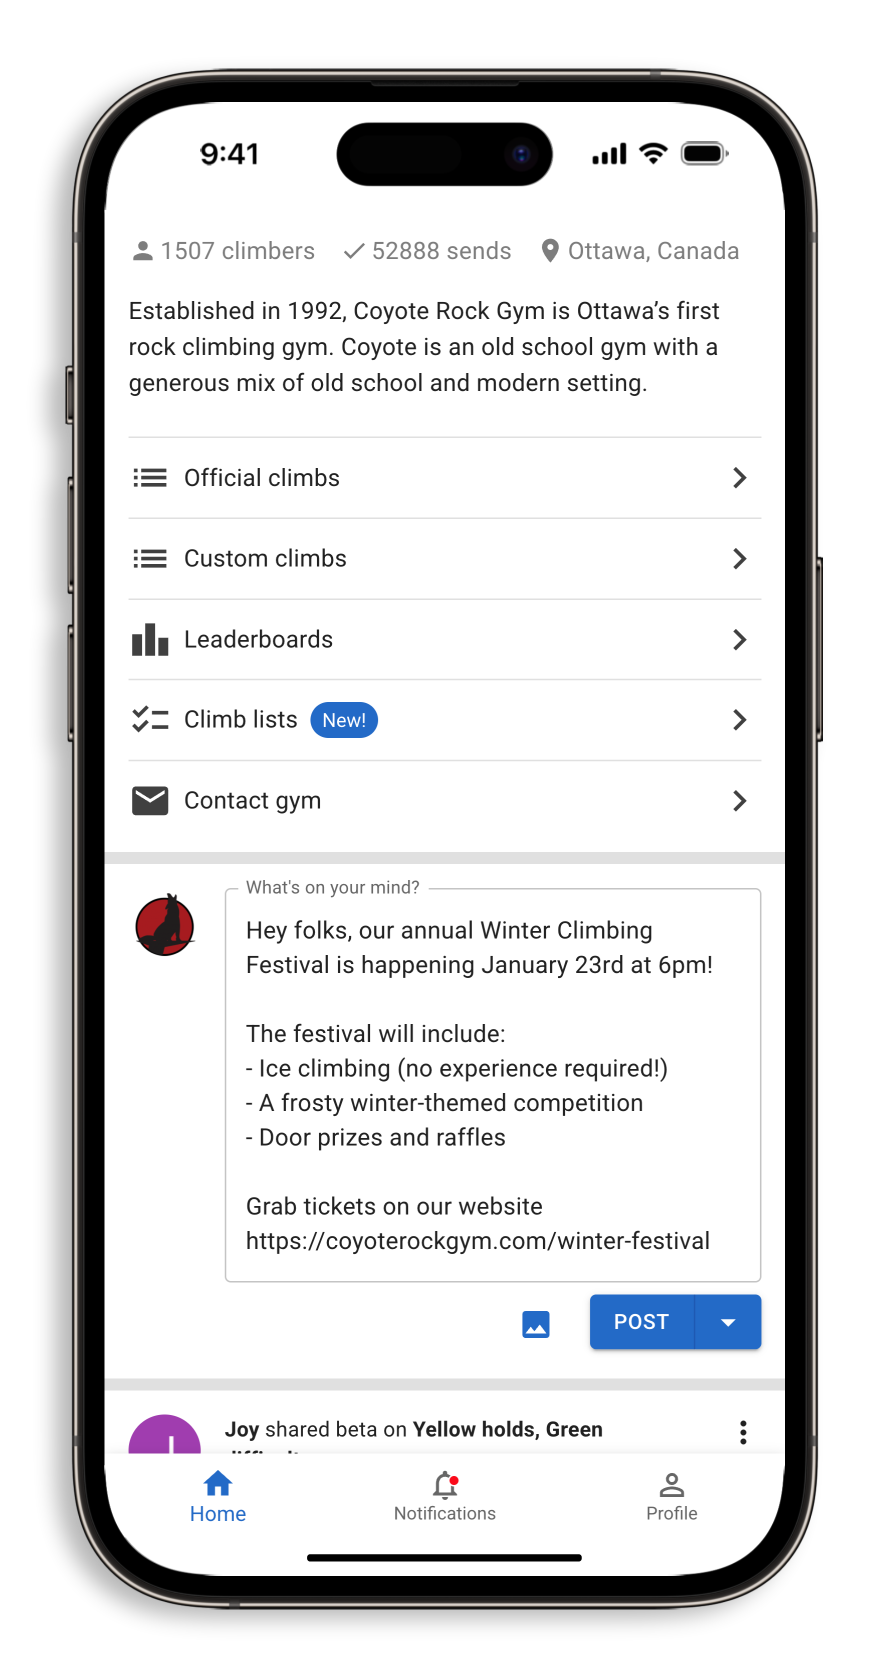 9:41
1507 climbers 52888 sends Ottawa, Canada
Established in 1992, Coyote Rock Gym is Ottawa’s first
rock climbing gym. Coyote is an old school gym with a
generous mix of old school and modern setting.
Official climbs
Custom climbs
Leaderboards
Climb lists New!
Contact gym
What's on your mind?
Hey folks, our annual Winter Climbing
Festival is happening January 23rd at 6pm!
The festival will include:
- Ice climbing (no experience required!)
- A frosty winter-themed competition
- Door prizes and raffles
Grab tickets on our website
https://coyoterockgym.com/winter-festival
POST
Joy shared beta on Yellow holds, Green
Home Notifications Profile